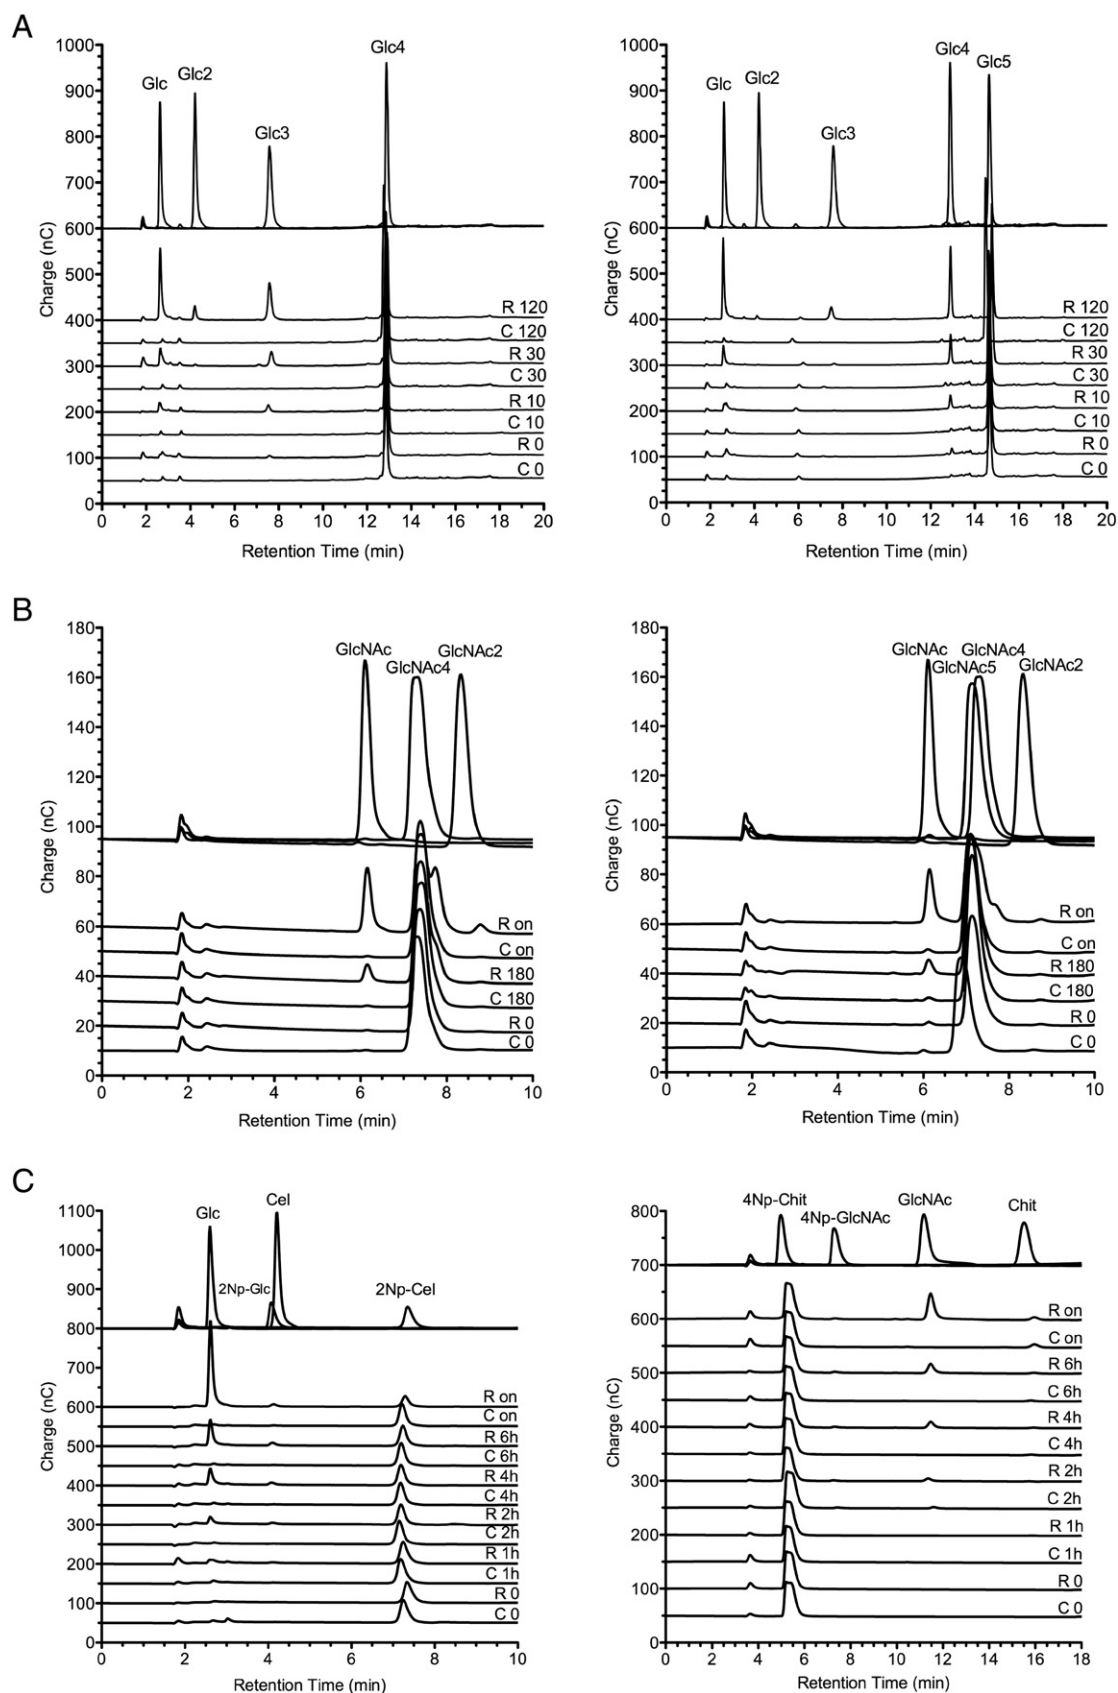 A
Glc
Glc2
Glc3
Glc4
1000
900
800
700
600
500
400
300
200
100
0
Charge (nC)
R 120
C 120
R 30
C 30
R 10
C 10
R 0
C 0
0 2 4 6 8 10 12 14 16 18 20
Retention Time (min)
Glc
Glc2
Glc3
Glc4
Glc5
1000
900
800
700
600
500
400
300
200
100
0
Charge (nC)
R 120
C 120
R 30
C 30
R 10
C 10
R 0
C 0
0 2 4 6 8 10 12 14 16 18 20
Retention Time (min)
B
GlcNAc
GlcNAc4
GlcNAc2
180
160
140
120
100
80
60
40
20
0
Charge (nC)
R on
C on
R 180
C 180
R 0
C 0
0 2 4 6 8 10
Retention Time (min)
GlcNAc
GlcNAc4
GlcNAc5
GlcNAc2
180
160
140
120
100
80
60
40
20
0
Charge (nC)
R on
C on
R 180
C 180
R 0
C 0
0 2 4 6 8 10
Retention Time (min)
C
Glc
Cel
2Np-Glc
2Np-Cel
1100
1000
900
800
700
600
500
400
300
200
100
0
Charge (nC)
R on
C on
R 6h
C 6h
R 4h
C 4h
R 2h
C 2h
R 1h
C 1h
R 0
C 0
0 2 4 6 8 10
Retention Time (min)
4Np-Chit
4Np-GlcNAc
GlcNAc
Chit
800
700
600
500
400
300
200
100
0
Charge (nC)
R on
C on
R 6h
C 6h
R 4h
C 4h
R 2h
C 2h
R 1h
C 1h
R 0
C 0
0 2 4 6 8 10 12 14 16 18
Retention Time (min)